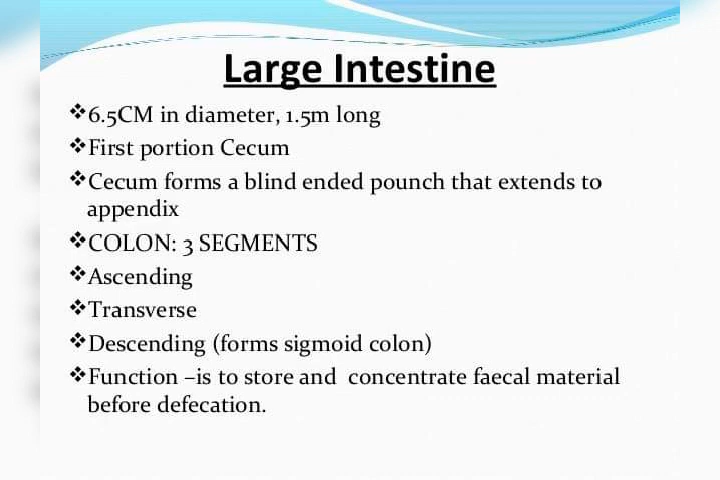 Large Intestine
❖6.5CM in diameter, 1.5m long
❖First portion Cecum
❖Cecum forms a blind ended pounch that extends to
appendix
❖COLON: 3 SEGMENTS
❖Ascending
❖Transverse
❖Descending (forms sigmoid colon)
❖Function –is to store and concentrate faecal material
before defecation.